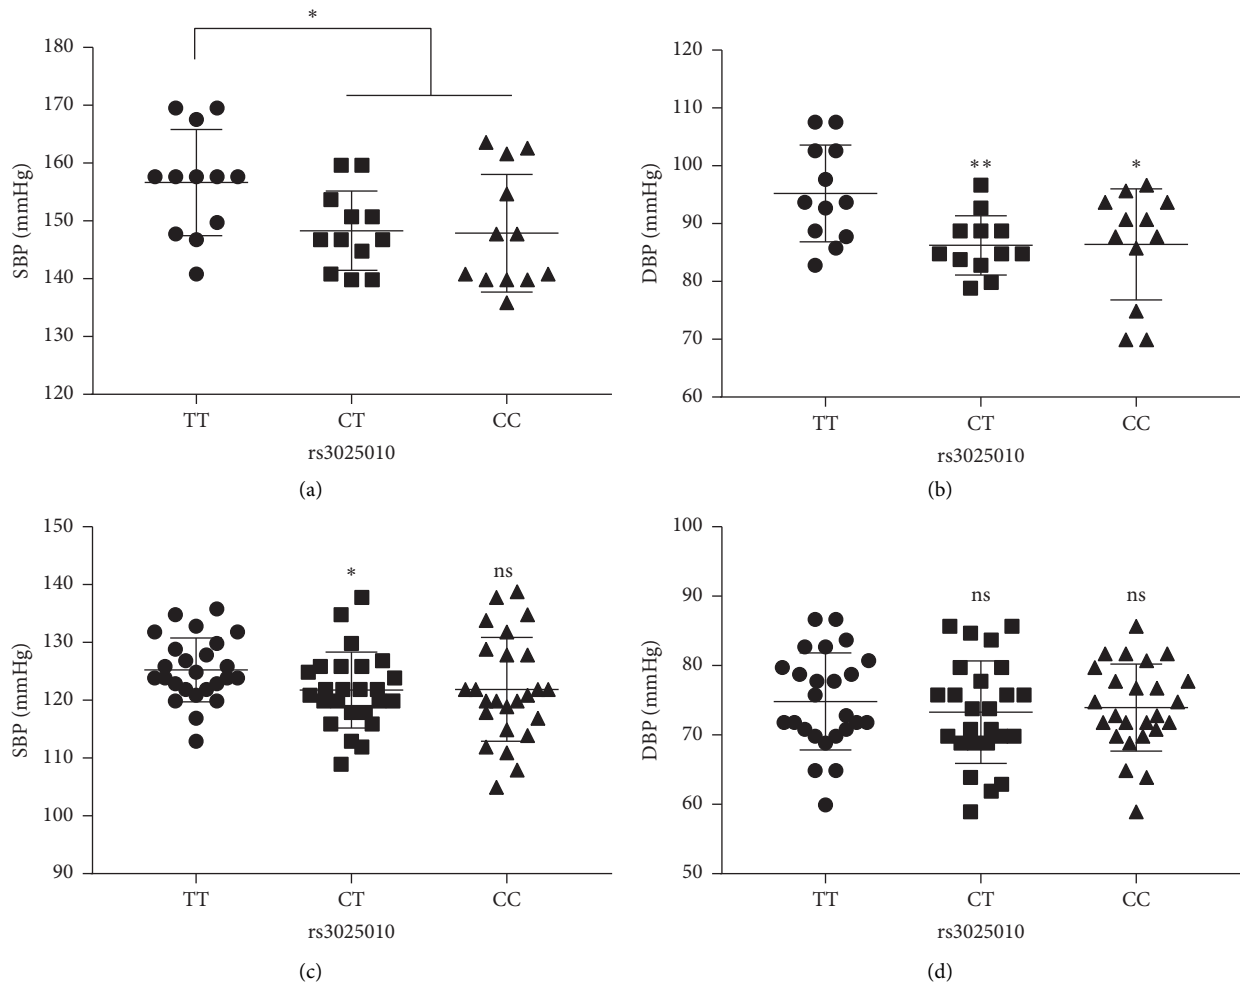 *
SBP (mmHg)
180
170
160
150
140
130
120
TT CT CC
rs3025010
(a)
** *
DBP (mmHg)
120
110
100
90
80
70
60
TT CT CC
rs3025010
(b)
* ns
SBP (mmHg)
150
140
130
120
110
100
90
TT CT CC
rs3025010
(c)
ns ns
DBP (mmHg)
100
90
80
70
60
50
TT CT CC
rs3025010
(d)